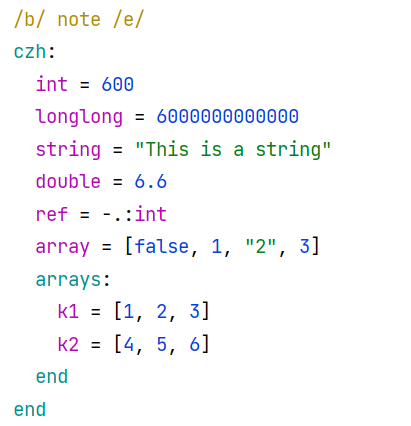 /b/ note /e/
czh:
  int = 600
  longlong = 6000000000000
  string = "This is a string"
  double = 6.6
  ref = -.:int
  array = [false, 1, "2", 3]
  arrays:
    k1 = [1, 2, 3]
    k2 = [4, 5, 6]
  end
end